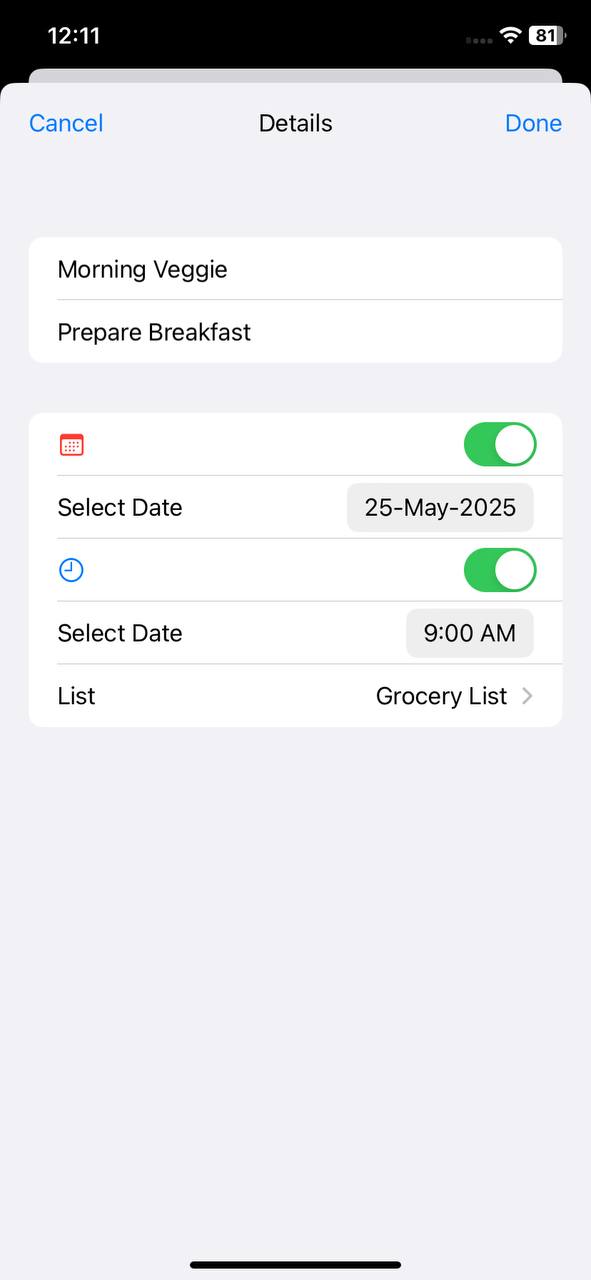 12:11
81
Cancel Details Done
Morning Veggie
Prepare Breakfast
Select Date 25-May-2025
Select Date 9:00 AM
List Grocery List